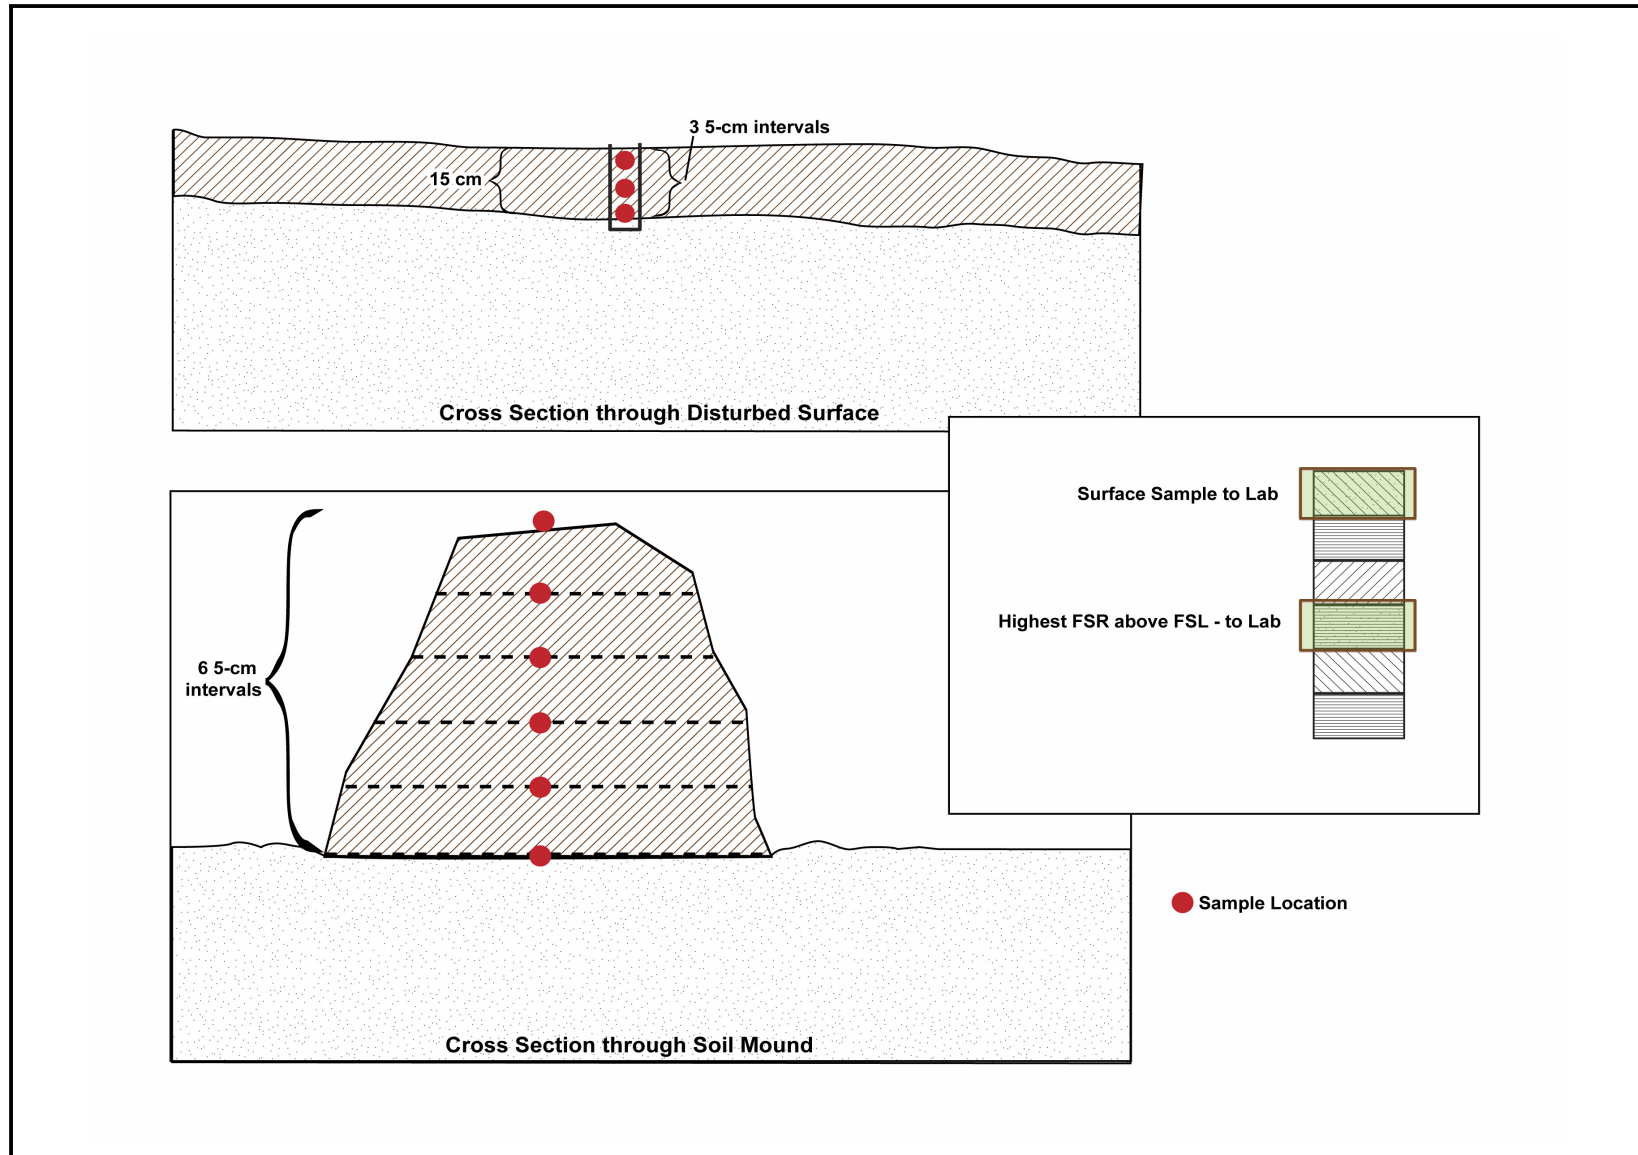 3 5-cm intervals
15 cm
Cross Section through Disturbed Surface
Surface Sample to Lab
Highest FSR above FSL - to Lab
6 5-cm
intervals
Sample Location
Cross Section through Soil Mound